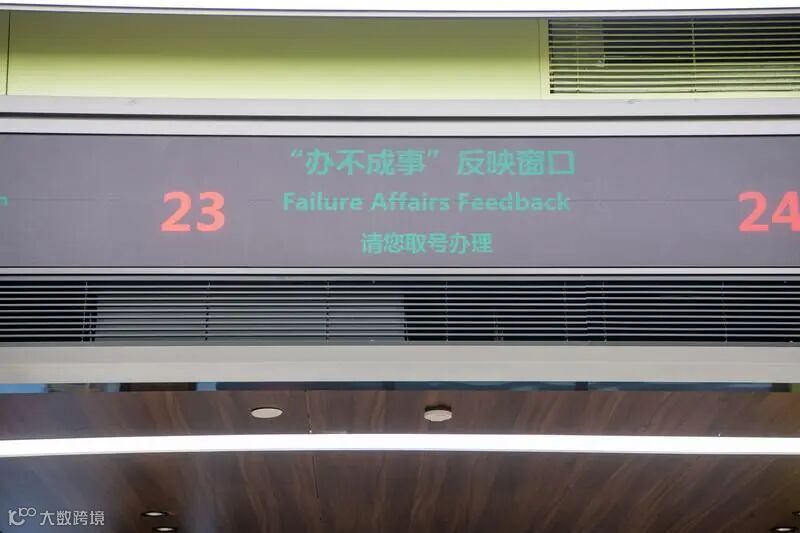 “办不成事”反映窗口
23
Failure Affairs Feedback
24
请您取号办理
大数跨境